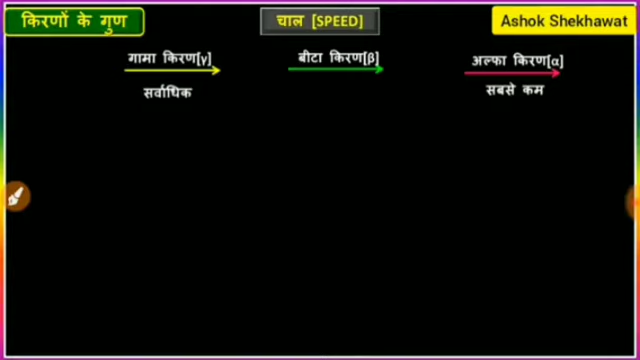 किरणों के गुण
चाल [SPEED]
Ashok Shekhawat
गामा किरण[γ]
बीटा किरण[β]
अल्फा किरण[α]
सर्वाधिक
सबसे कम